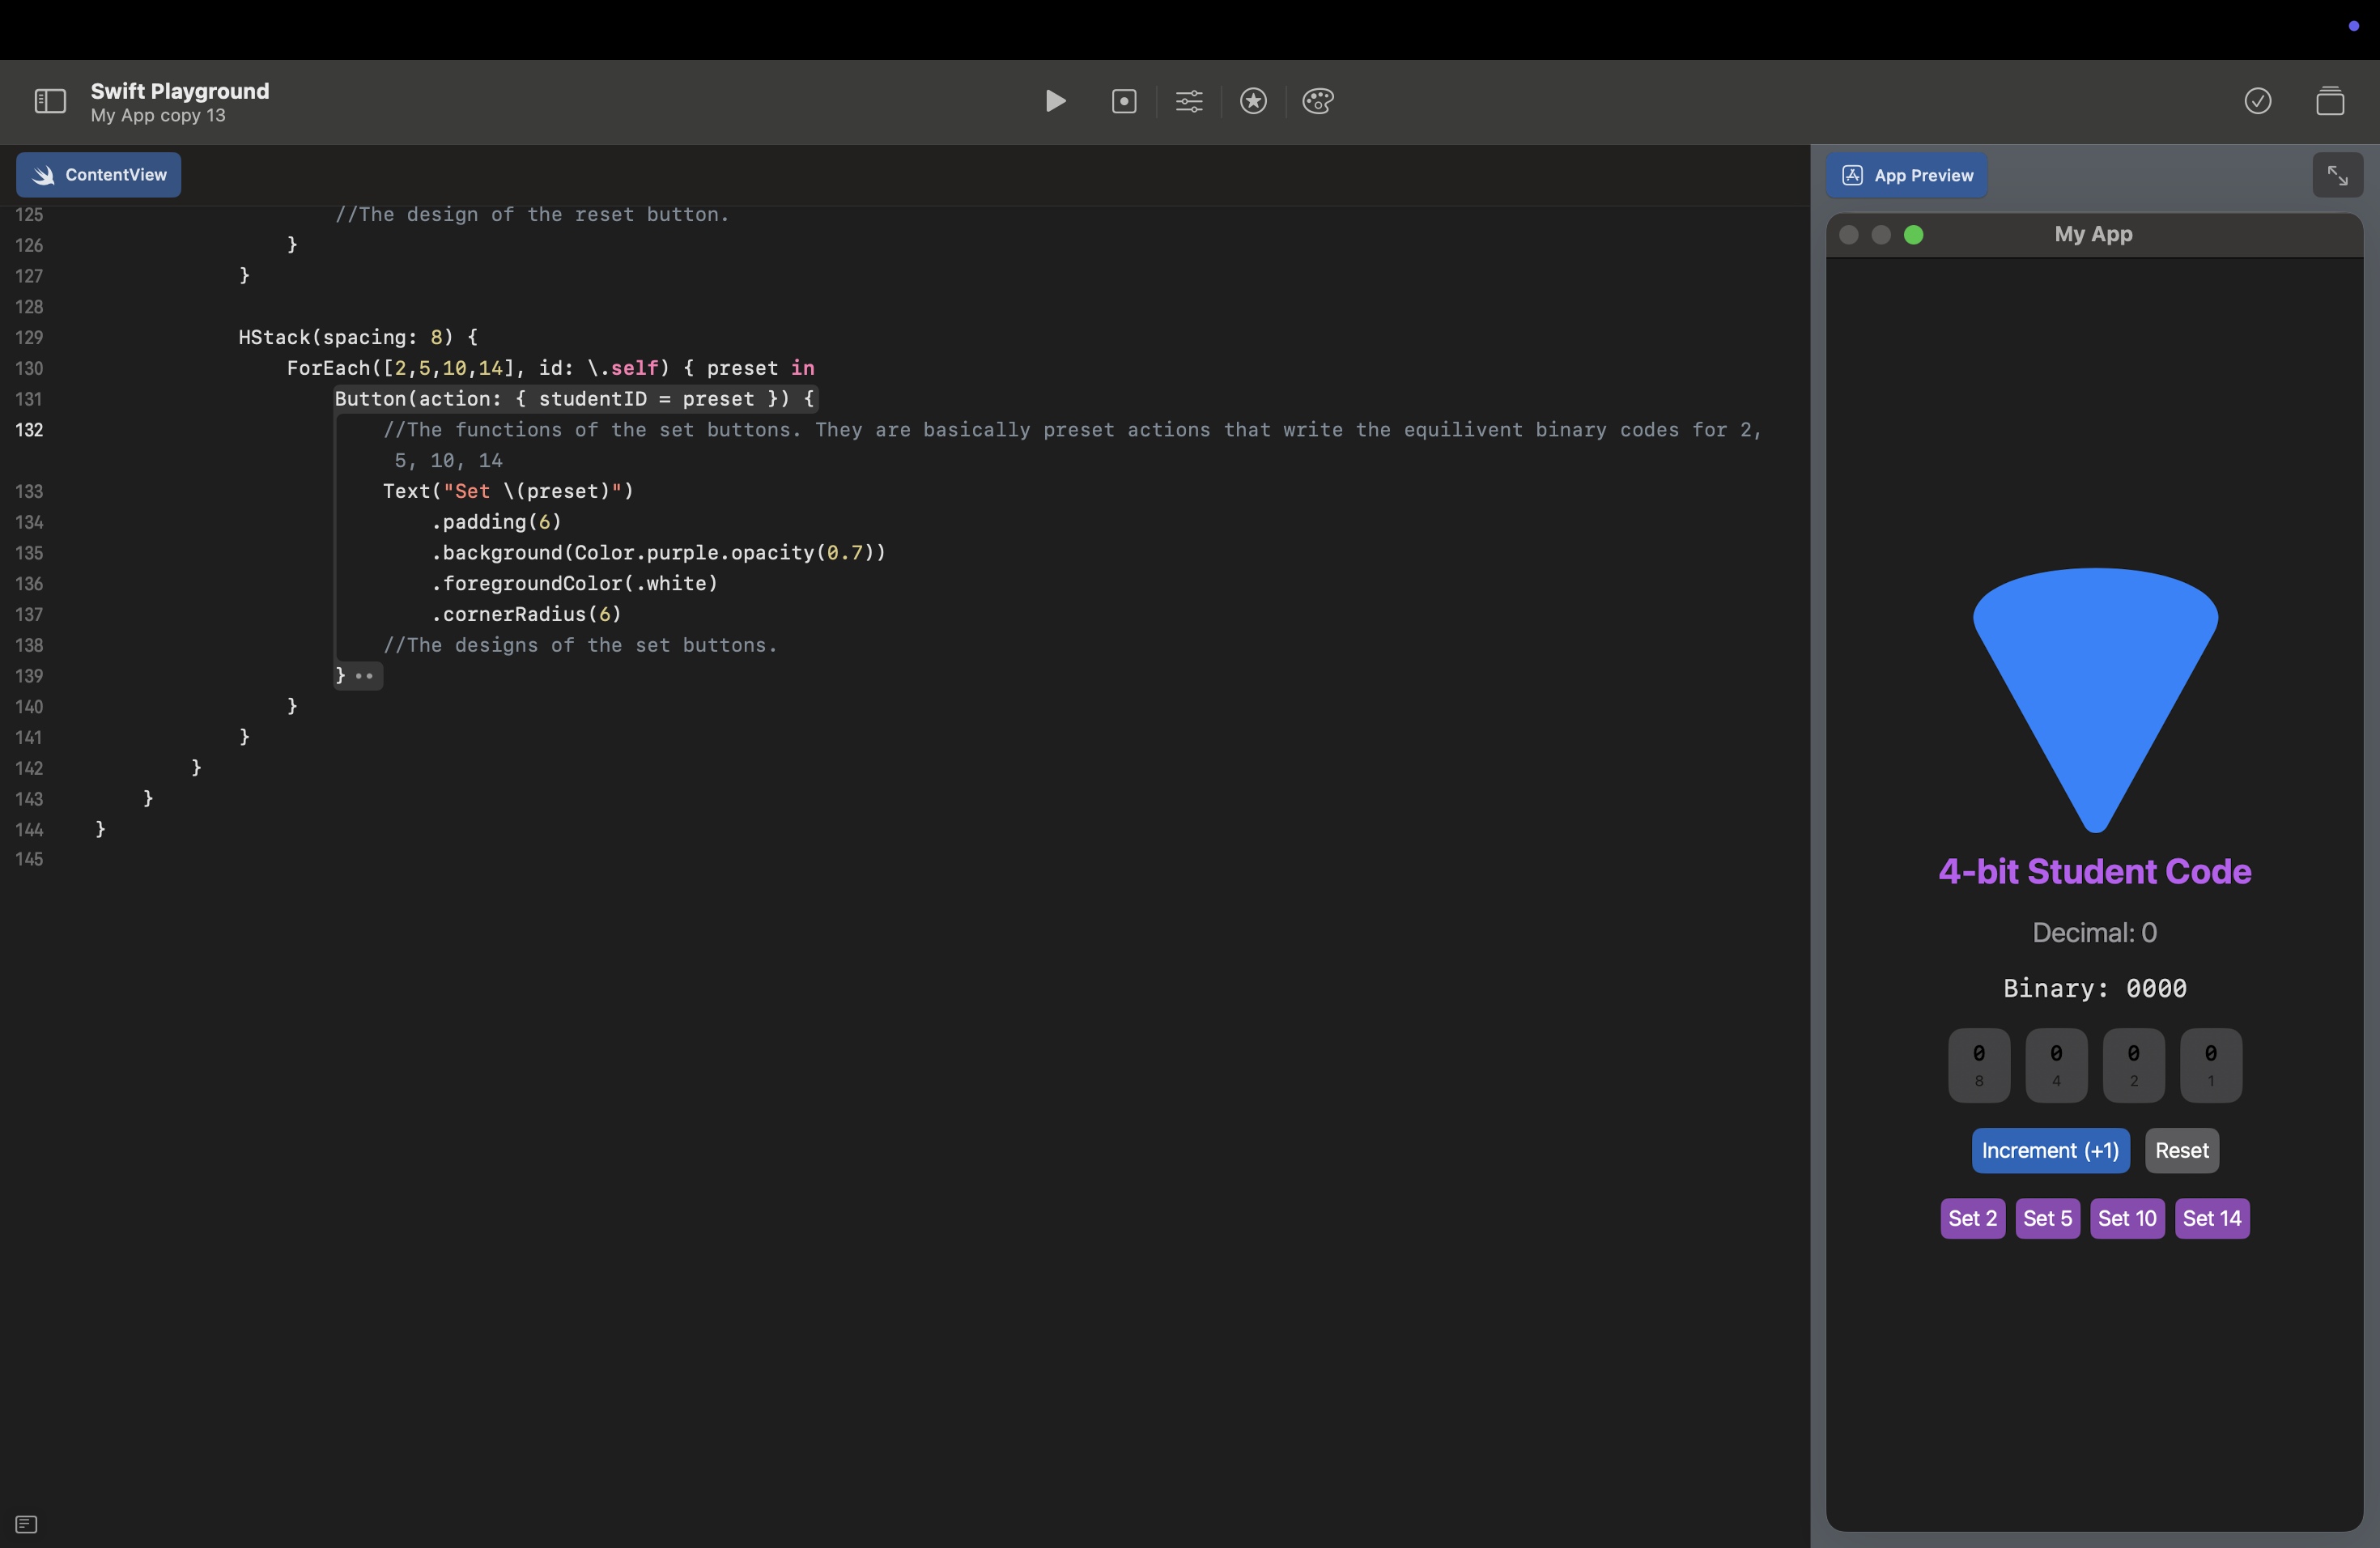 Swift Playground
My App copy 13
ContentView
125 //The design of the reset button.
126 }
127 }
128
129 HStack(spacing: 8) {
130 ForEach([2,5,10,14], id: \.self) { preset in
131 Button(action: { studentID = preset }) {
132 //The functions of the set buttons. They are basically preset actions that write the equilivent binary codes for 2,
5, 10, 14
133 Text("Set \(preset)")
134 .padding(6)
135 .background(Color.purple.opacity(0.7))
136 .foregroundColor(.white)
137 .cornerRadius(6)
138 //The designs of the set buttons.
139 }
140 }
141 }
142 }
143 }
144 }
145
App Preview
My App
4-bit Student Code
Decimal: 0
Binary: 0000
0 0 0 0
8 4 2 1
Increment (+1) Reset
Set 2 Set 5 Set 10 Set 14